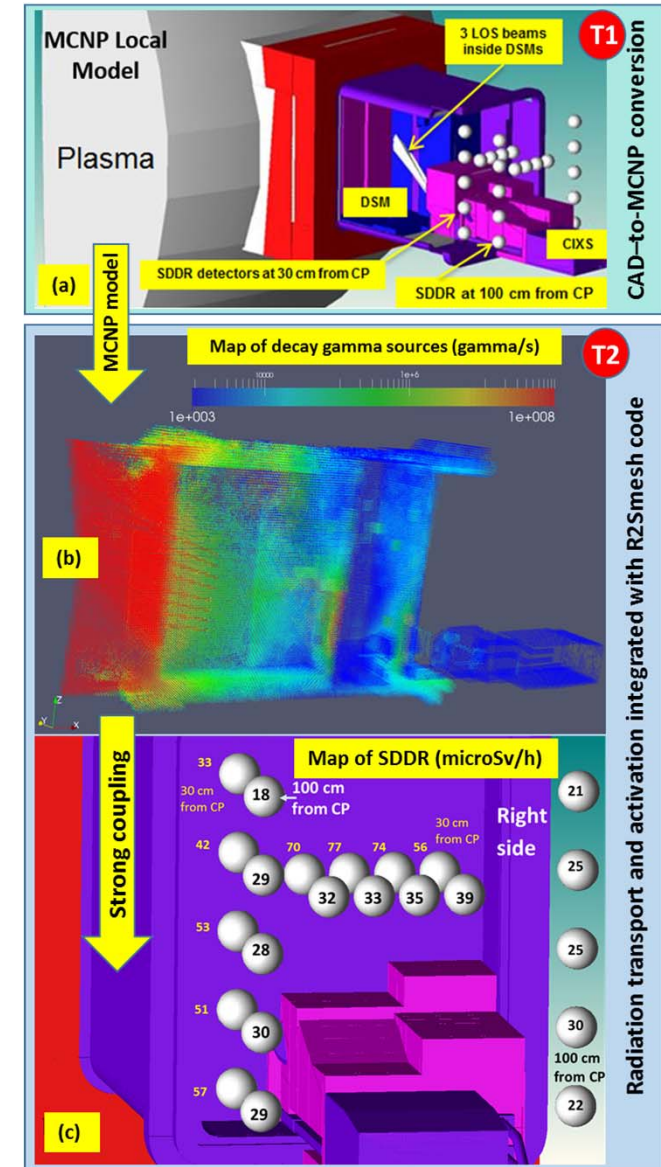 MCNP Local
Model
Plasma
3 LOS beams
inside DSMs
T1
DSM
CIXS
SDDR detectors at 30 cm from CP
SDDR at 100 cm from CP
(a)
CAD–to-MCNP conversion
MCNP model
Map of decay gamma sources (gamma/s)
T2
10000
1e+6
1e+003
1e+008
(b)
Z
Y
X
Strong coupling
Map of SDDR (microSv/h)
33
30 cm
from CP
18
100 cm
from CP
Right
side
30 cm
from CP
21
42
29
70
77
74
56
32
33
35
39
25
53
28
25
51
30
30
100 cm
from CP
57
29
22
(c)
Radiation transport and activation integrated with R2Smesh code